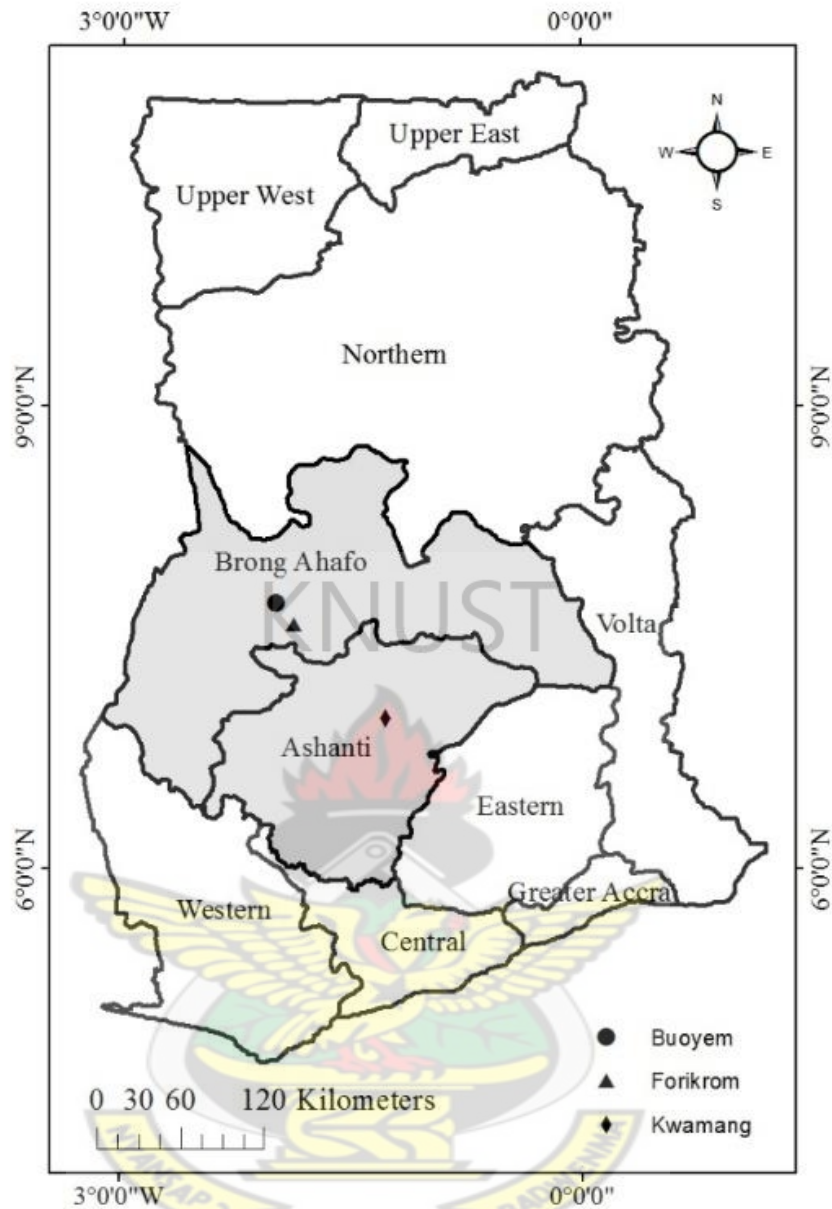 3°0'0"W 0°0'0"
N
W E
S
Upper East
Upper West
Northern
9°0'0"N 9°0'0"N
Brong Ahafo
KNUST
Volta
Ashanti
Eastern
6°0'0"N 6°0'0"N
Greater Accra
Western
Central
Buoyem
Forikrom
0 30 60 120 Kilometers
Kwamang
3°0'0"W 0°0'0"